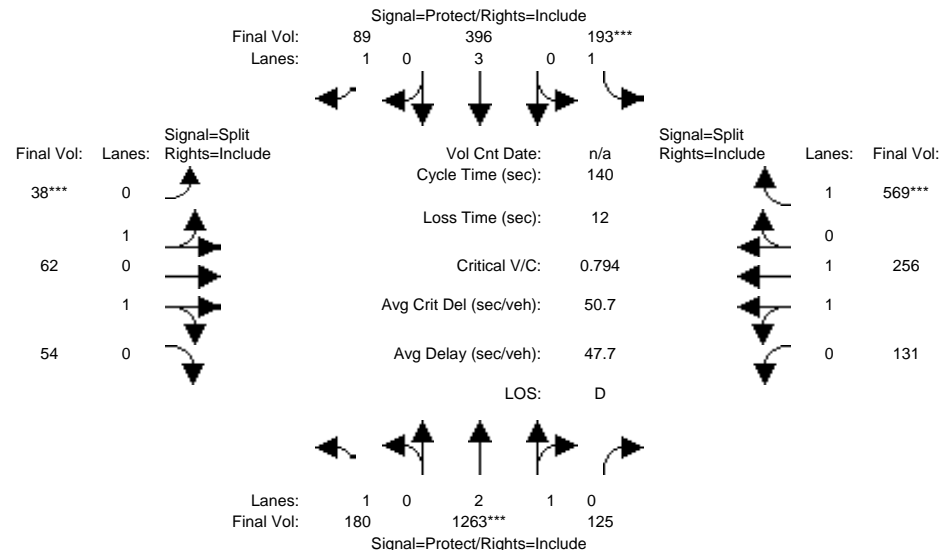 Signal=Protect/Rights=Include
Final Vol: 89 396 193***
Lanes: 1 0 3 0 1
Signal=Split Signal=Split
Final Vol: Lanes: Rights=Include Vol Cnt Date: n/a Rights=Include Lanes: Final Vol:
Cycle Time (sec): 140
38*** 0 1 569***
Loss Time (sec): 12
1 0
62 0 Critical V/C: 0.794 1 256
1 Avg Crit Del (sec/veh): 50.7 1
54 0 Avg Delay (sec/veh): 47.7 0 131
LOS: D
Lanes: 1 0 2 1 0
Final Vol: 180 1263*** 125
Signal=Protect/Rights=Include